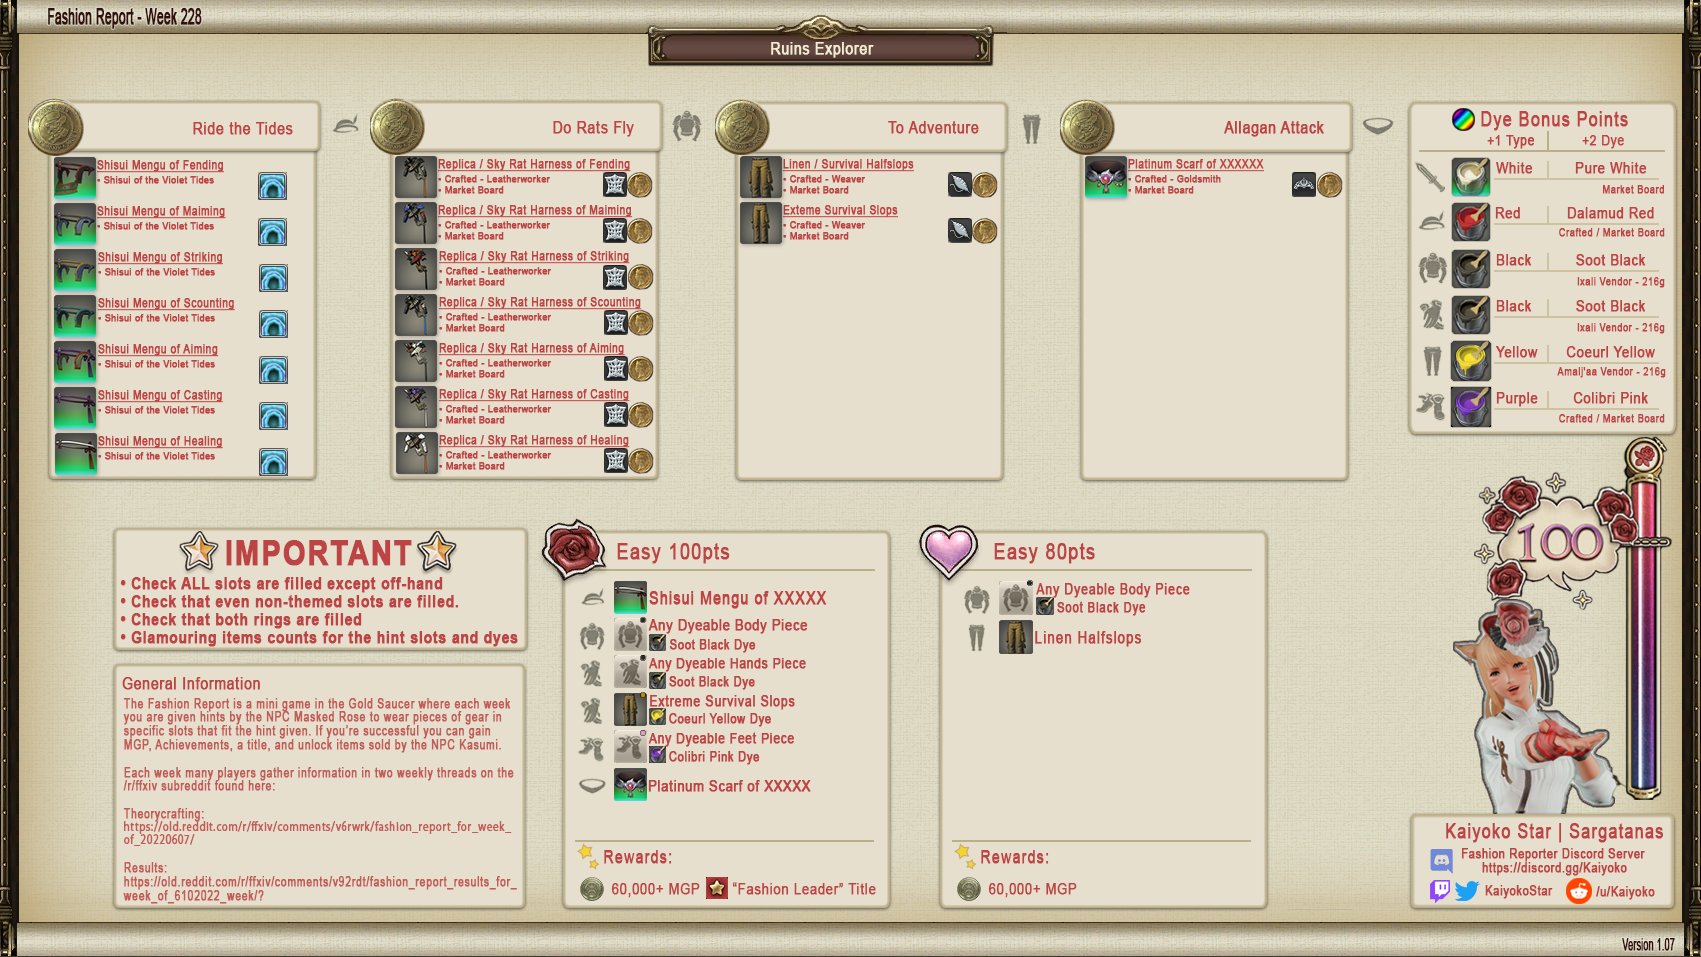 Fashion Report - Week 228
Ruins Explorer
Ride the Tides
Shisui Mengu of Fending
• Shisui of the Violet Tides
Shisui Mengu of Maiming
• Shisui of the Violet Tides
Shisui Mengu of Striking
• Shisui of the Violet Tides
Shisui Mengu of Scounting
• Shisui of the Violet Tides
Shisui Mengu of Aiming
• Shisui of the Violet Tides
Shisui Mengu of Casting
• Shisui of the Violet Tides
Shisui Mengu of Healing
• Shisui of the Violet Tides
Do Rats Fly
Replica / Sky Rat Harness of Fending
• Crafted - Leatherworker
• Market Board
Replica / Sky Rat Harness of Maiming
• Crafted - Leatherworker
• Market Board
Replica / Sky Rat Harness of Striking
• Crafted - Leatherworker
• Market Board
Replica / Sky Rat Harness of Scounting
• Crafted - Leatherworker
• Market Board
Replica / Sky Rat Harness of Aiming
• Crafted - Leatherworker
• Market Board
Replica / Sky Rat Harness of Casting
• Crafted - Leatherworker
• Market Board
Replica / Sky Rat Harness of Healing
• Crafted - Leatherworker
• Market Board
To Adventure
Linen / Survival Halfslops
• Crafted - Weaver
• Market Board
Exteme Survival Slops
• Crafted - Weaver
• Market Board
Allagan Attack
Platinum Scarf of XXXXXX
• Crafted - Goldsmith
• Market Board
Dye Bonus Points
+1 Type | +2 Dye
White | Pure White
Market Board
Red | Dalamud Red
Crafted / Market Board
Black | Soot Black
Ixali Vendor - 216g
Black | Soot Black
Ixali Vendor - 216g
Yellow | Coeurl Yellow
Amalj'aa Vendor - 216g
Purple | Colibri Pink
Crafted / Market Board
IMPORTANT
• Check ALL slots are filled except off-hand
• Check that even non-themed slots are filled.
• Check that both rings are filled
• Glamouring items counts for the hint slots and dyes
General Information
The Fashion Report is a mini game in the Gold Saucer where each week
you are given hints by the NPC Masked Rose to wear pieces of gear in
specific slots that fit the hint given. If you're successful you can gain
MGP, Achievements, a title, and unlock items sold by the NPC Kasumi.
Each week many players gather information in two weekly threads on the
/r/ffxiv subreddit found here:
Theorycrafting:
https://old.reddit.com/r/ffxiv/comments/v6rwrk/fashion_report_for_week_
of_20220607/
Results:
https://old.reddit.com/r/ffxiv/comments/v92rdt/fashion_report_results_for_
week_of_6102022_week/?
Easy 100pts
Shisui Mengu of XXXXX
Any Dyeable Body Piece
Soot Black Dye
Any Dyeable Hands Piece
Soot Black Dye
Extreme Survival Slops
Coeurl Yellow Dye
Any Dyeable Feet Piece
Colibri Pink Dye
Platinum Scarf of XXXXX
Rewards:
60,000+ MGP "Fashion Leader" Title
Easy 80pts
Any Dyeable Body Piece
Soot Black Dye
Linen Halfslops
Rewards:
60,000+ MGP
100
Kaiyoko Star | Sargatanas
Fashion Reporter Discord Server
https://discord.gg/Kaiyoko
KaiyokoStar /u/Kaiyoko
Version 1.07